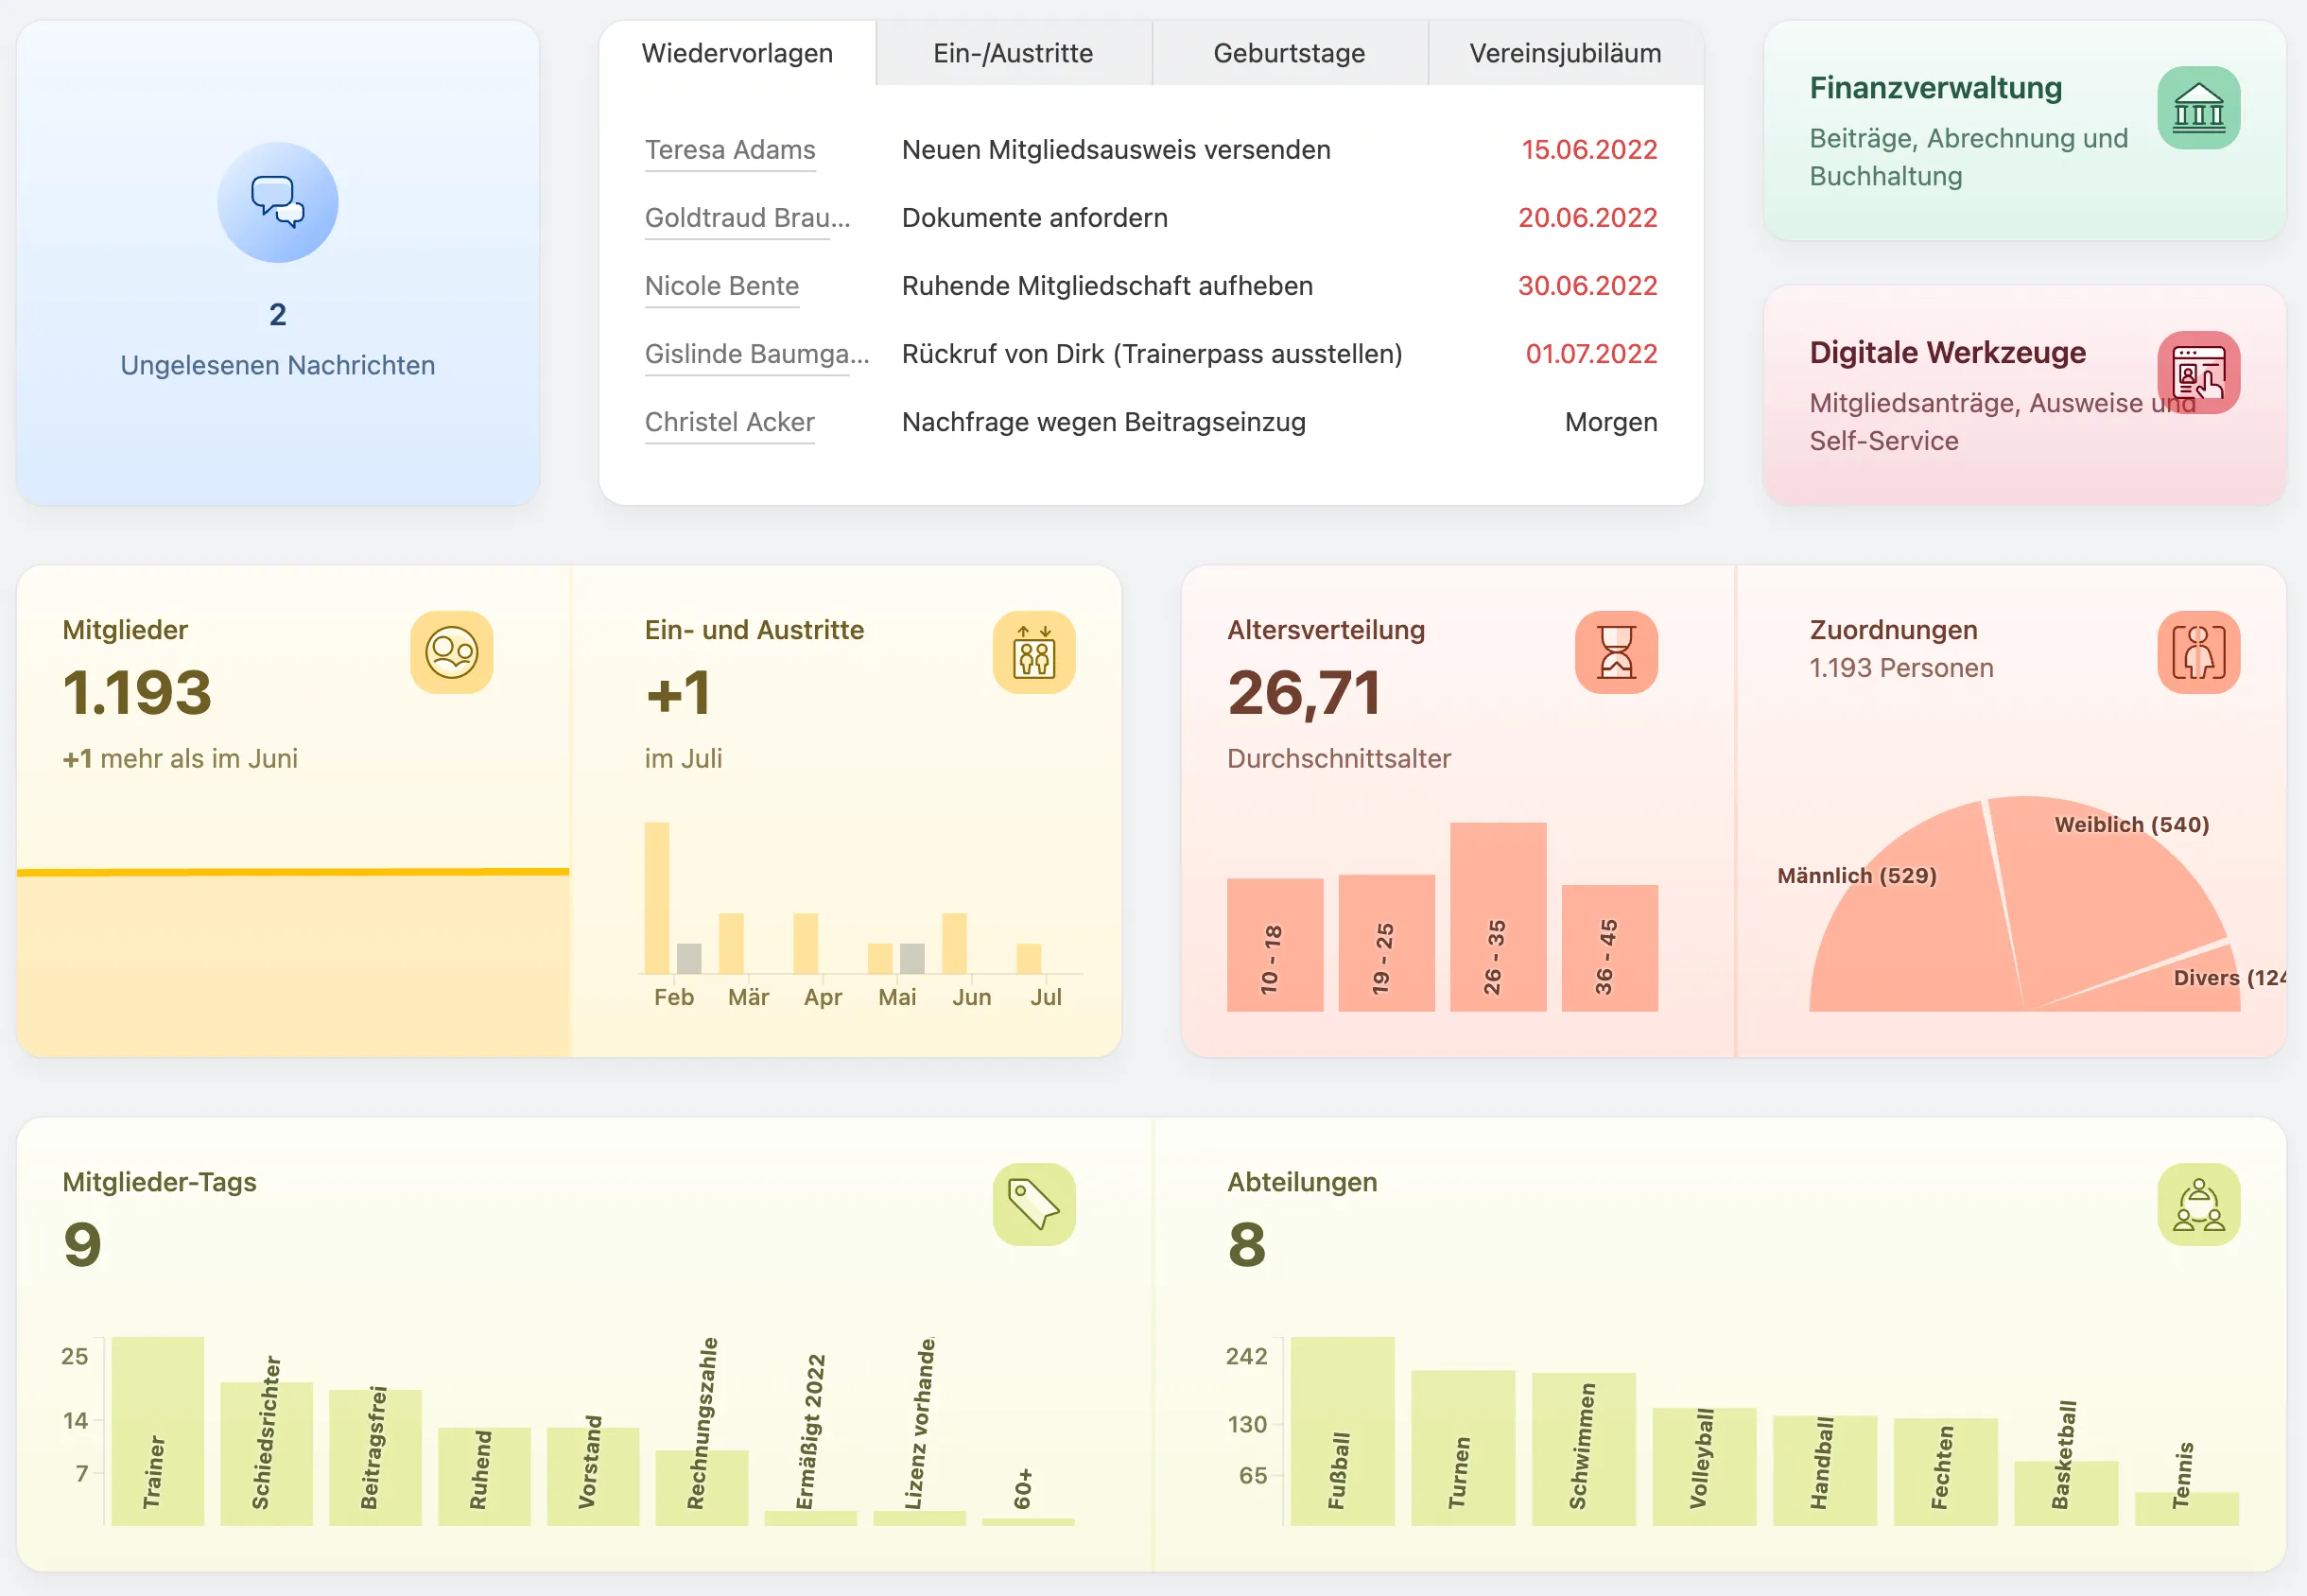 2
Ungelesenen Nachrichten
Wiedervorlagen
Ein-/Austritte
Geburtstage
Vereinsjubiläum
Teresa Adams Neuen Mitgliedsausweis versenden 15.06.2022
Goldtraud Brau... Dokumente anfordern 20.06.2022
Nicole Bente Ruhende Mitgliedschaft aufheben 30.06.2022
Gislinde Baumga... Rückruf von Dirk (Trainerpass ausstellen) 01.07.2022
Christel Acker Nachfrage wegen Beitragseinzug Morgen
Finanzverwaltung
Beiträge, Abrechnung und
Buchhaltung
Digitale Werkzeuge
Mitgliedsanträge, Ausweise und
Self-Service
Mitglieder
1.193
+1 mehr als im Juni
Ein- und Austritte
+1
im Juli
Feb Mär Apr Mai Jun Jul
Altersverteilung
26,71
Durchschnittsalter
10 - 18
19 - 25
26 - 35
36 - 45
Zuordnungen
1.193 Personen
Weiblich (540)
Männlich (529)
Divers (124
Mitglieder-Tags
9
25
14
7
Trainer
Schiedsrichter
Beitragsfrei
Ruhend
Vorstand
Rechnungszahle
Ermäßigt 2022
Lizenz vorhande
60+
Abteilungen
8
242
130
65
Fußball
Turnen
Schwimmen
Volleyball
Handball
Fechten
Basketball
Tennis